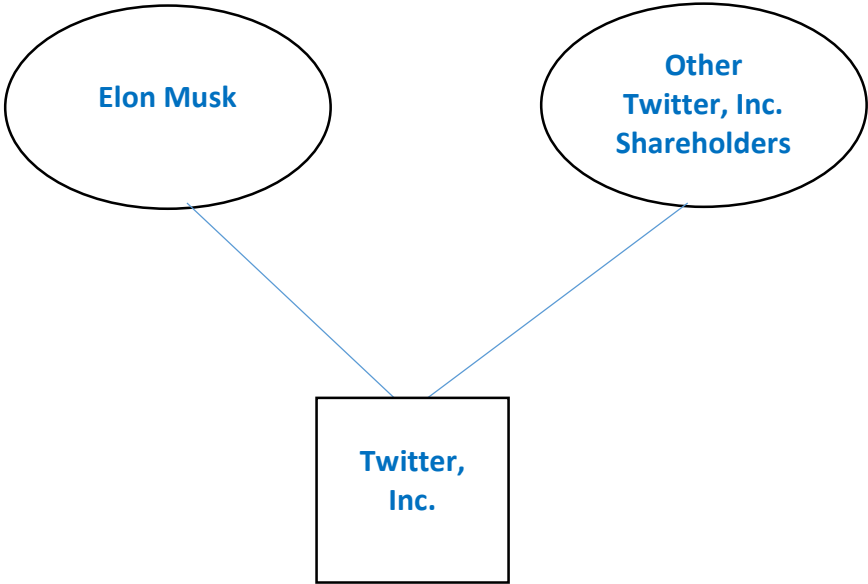 Elon Musk
Other
Twitter, Inc.
Shareholders
Twitter,
Inc.